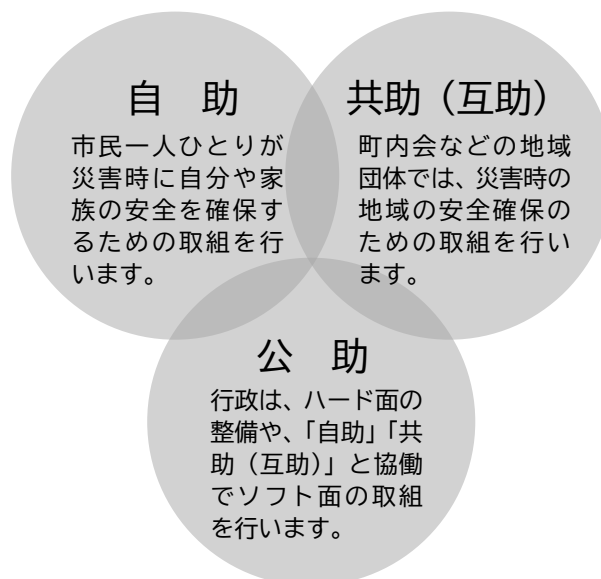 自　助
市民一人ひとりが
災害時に自分や家
族の安全を確保す
るための取組を行
います。
共助（互助）
町内会などの地域
団体では、災害時の
地域の安全確保の
ための取組を行い
ます。
公　助
行政は、ハード面の
整備や、「自助」「共
助（互助）」と協働
でソフト面の取組
を行います。